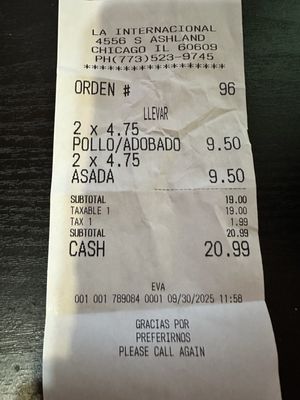 LA INTERNACIONAL
4556 S ASHLAND
CHICAGO IL 60609
PH(773)523-9745
************************
ORDEN # 96
LLEVAR
2 x 4.75
POLLO/ADOBADO 9.50
2 x 4.75
ASADA 9.50
SUBTOTAL 19.00
TAXABLE 1 19.00
TAX 1 1.99
SUBTOTAL 20.99
CASH 20.99
EVA
001 001 789084 0001 09/30/2025 11:58
GRACIAS POR
PREFERIRNOS
PLEASE CALL AGAIN